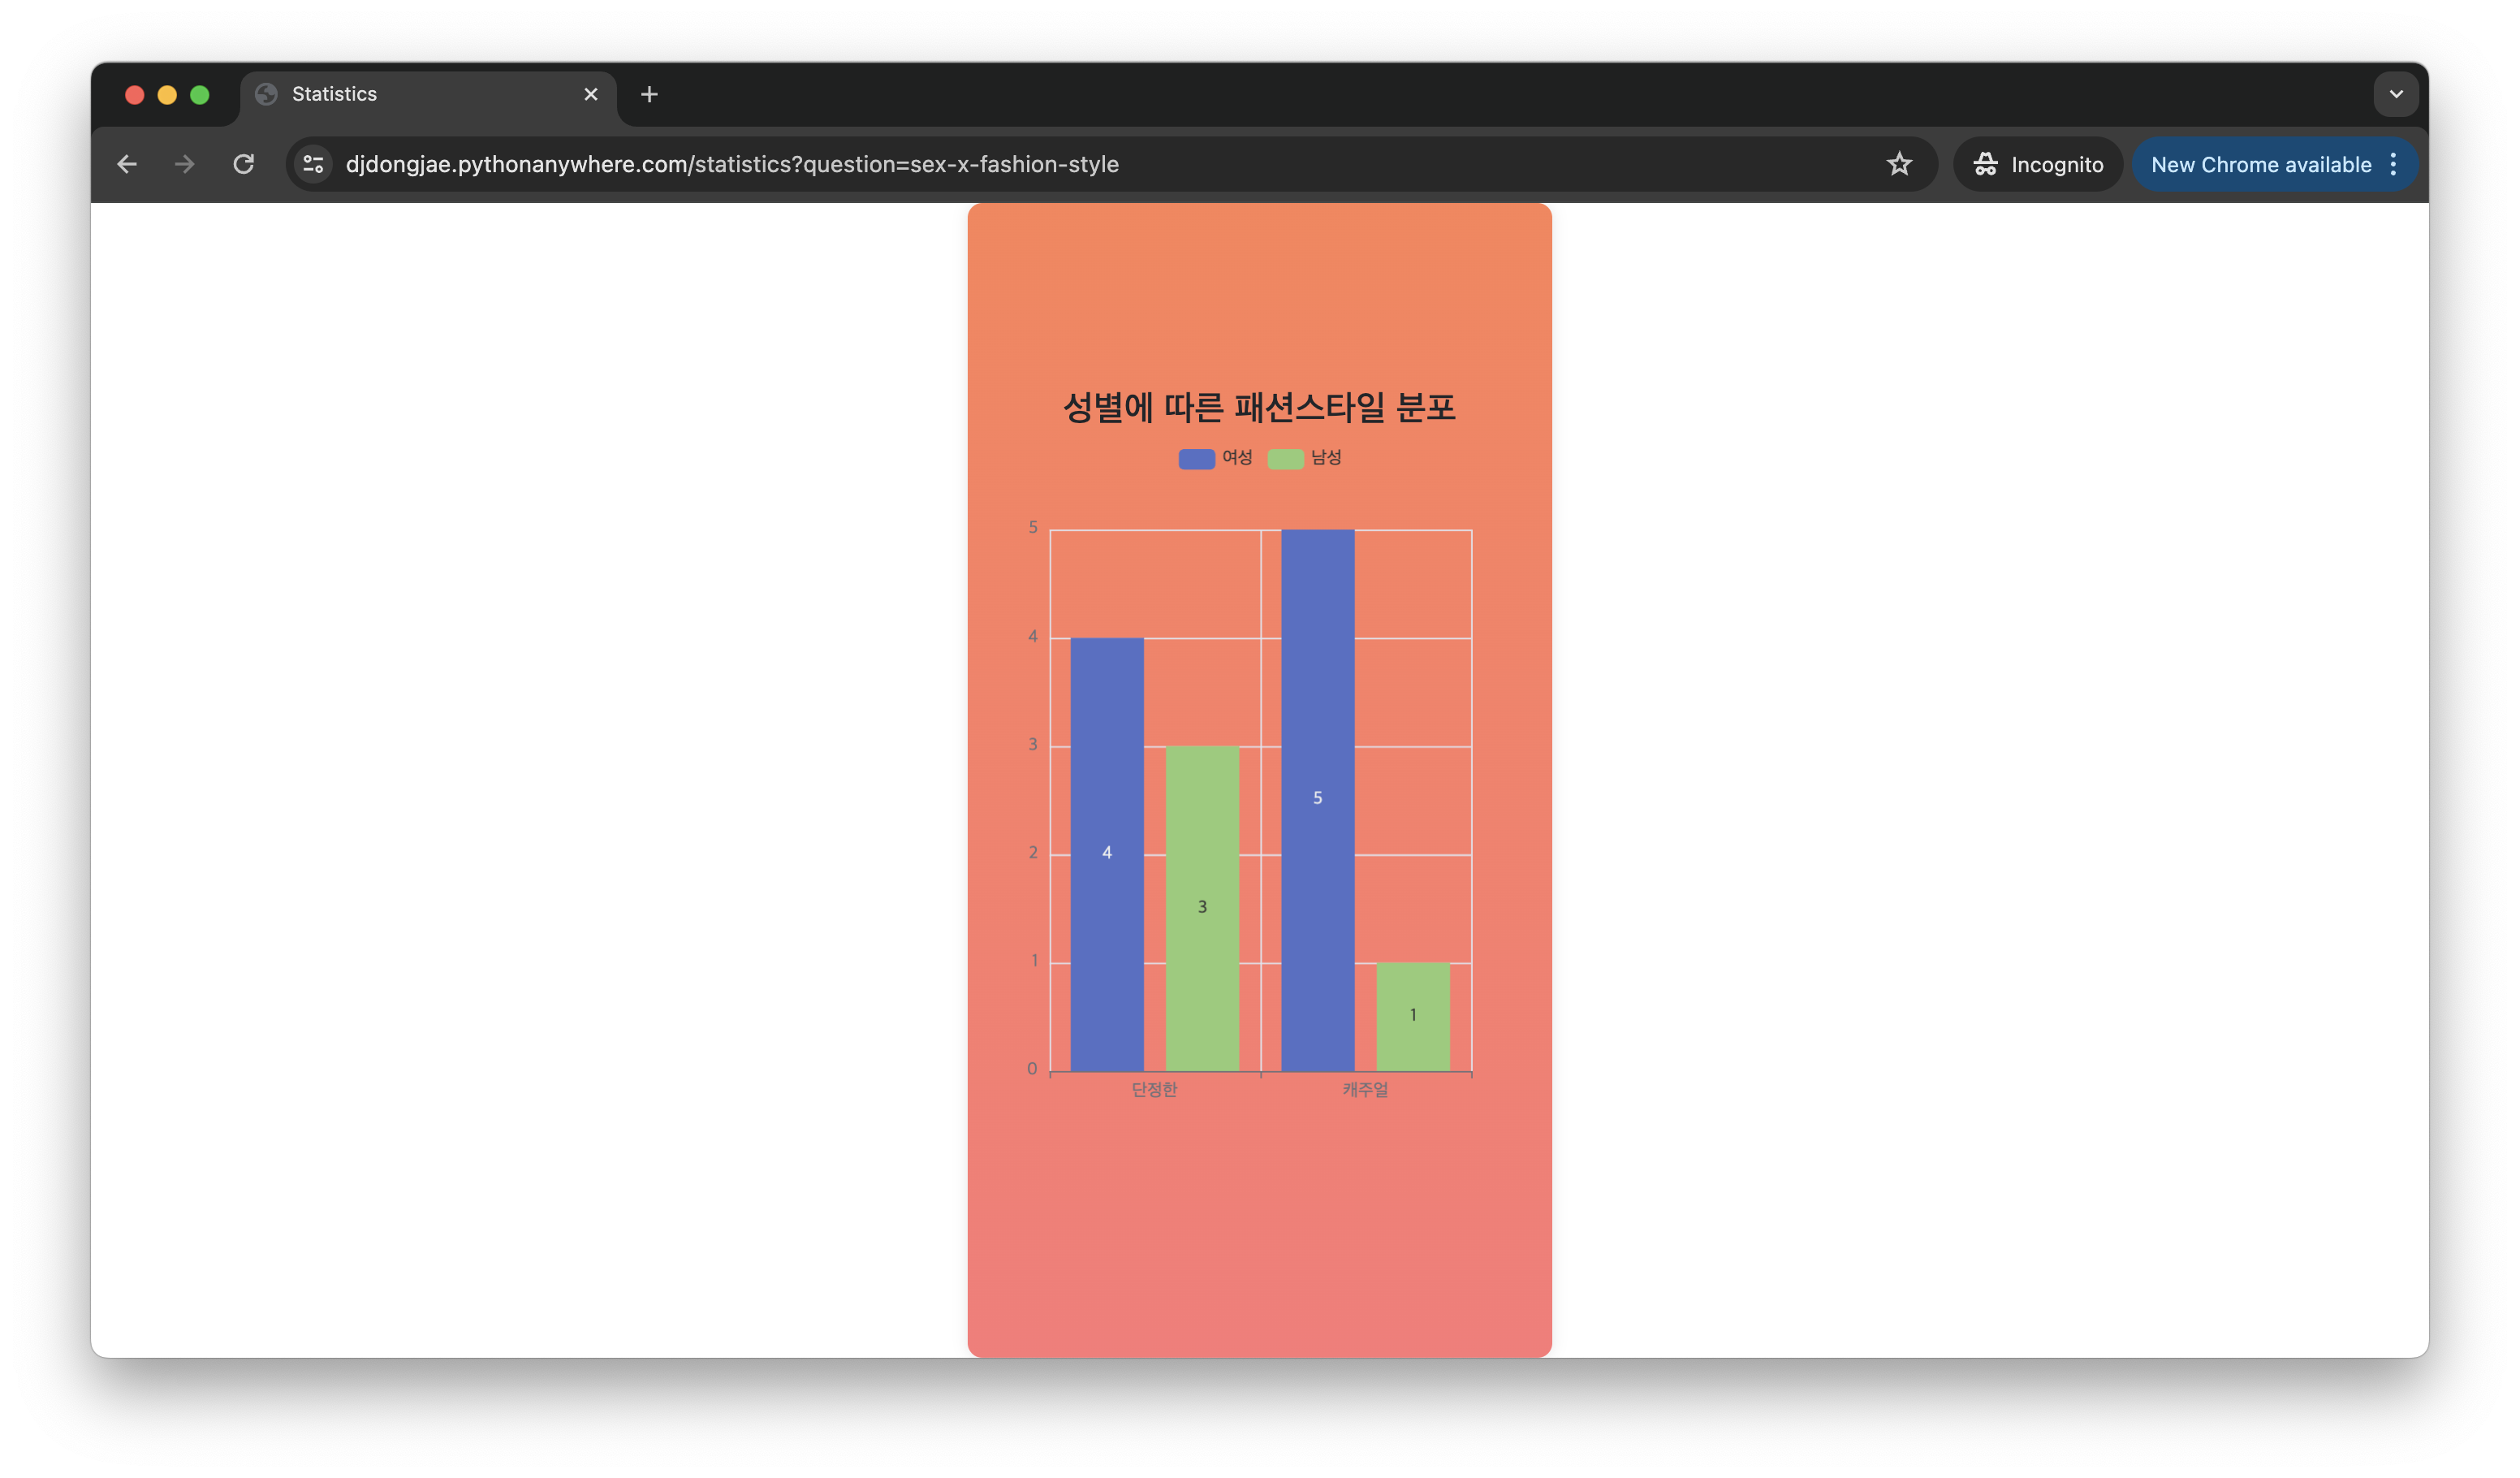 Statistics
djdongjae.pythonanywhere.com/statistics?question=sex-x-fashion-style
Incognito
New Chrome available
성별에 따른 패션스타일 분포
여성 남성
5
4
3
2
1
0
4
3
5
1
단정한 캐주얼